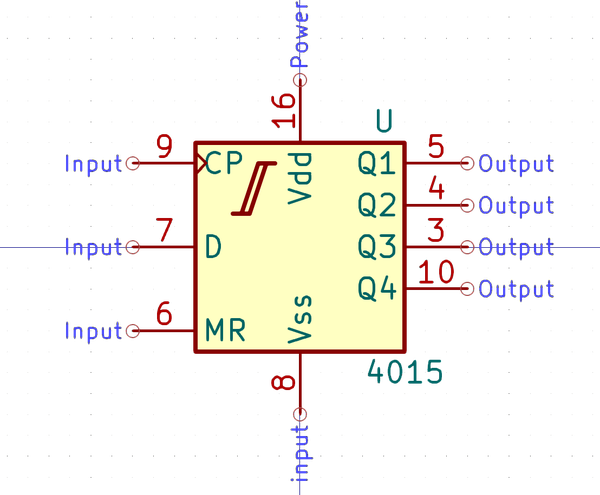 Power
16
U
9
Input
CP
Vdd
Q1
5
Output
Q2
4
Output
7
Input
D
Q3
3
Output
Q4
10
Output
6
Input
MR
Vss
4015
8
input